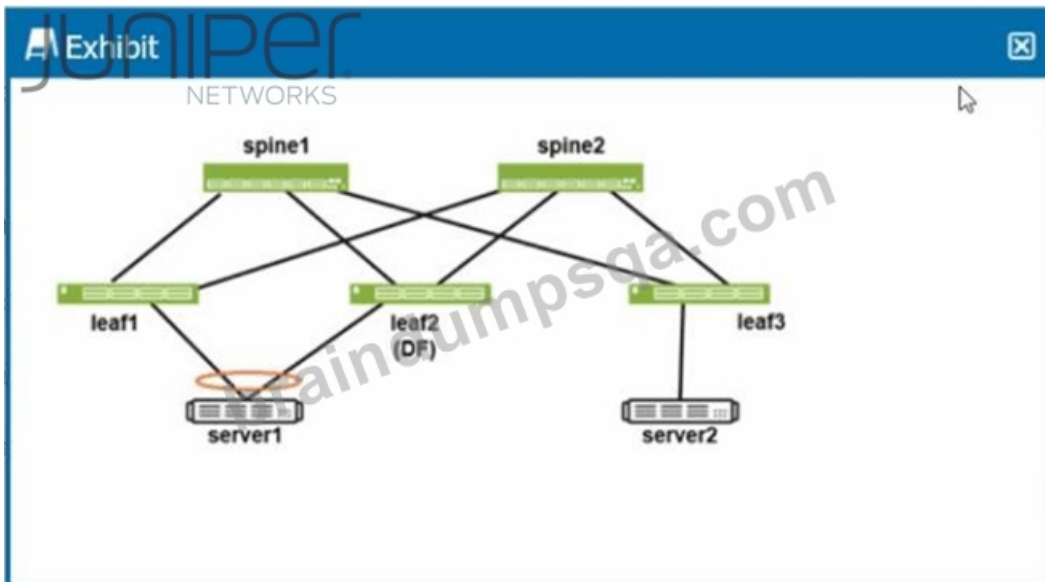 JUNIPER
NETWORKS
Exhibit
spine1
spine2
leaf1
leaf2
(DF)
leaf3
server1
server2
braindumpsqa.com